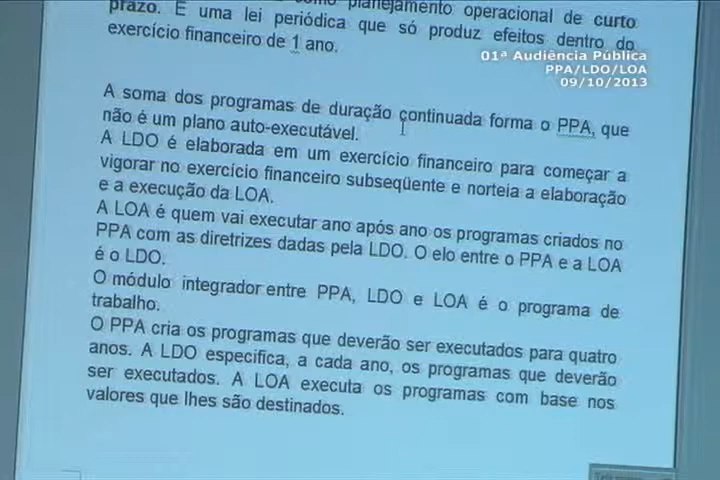 planejamento operacional de curto
prazo. É uma lei periódica que só produz efeitos dentro do
exercício financeiro de 1 ano.
01ª Audiência Pública
PPA/LDO/LOA
09/10/2013
A soma dos programas de duração continuada forma o PPA, que
não é um plano auto-executável.
A LDO é elaborada em um exercício financeiro para começar a
vigorar no exercício financeiro subseqüente e norteia a elaboração
e a execução da LOA.
A LOA é quem vai executar ano após ano os programas criados no
PPA com as diretrizes dadas pela LDO. O elo entre o PPA e a LOA
é o LDO.
O módulo integrador entre PPA, LDO e LOA é o programa de
trabalho.
O PPA cria os programas que deverão ser executados para quatro
anos. A LDO especifica, a cada ano, os programas que deverão
ser executados. A LOA executa os programas com base nos
valores que lhes são destinados.